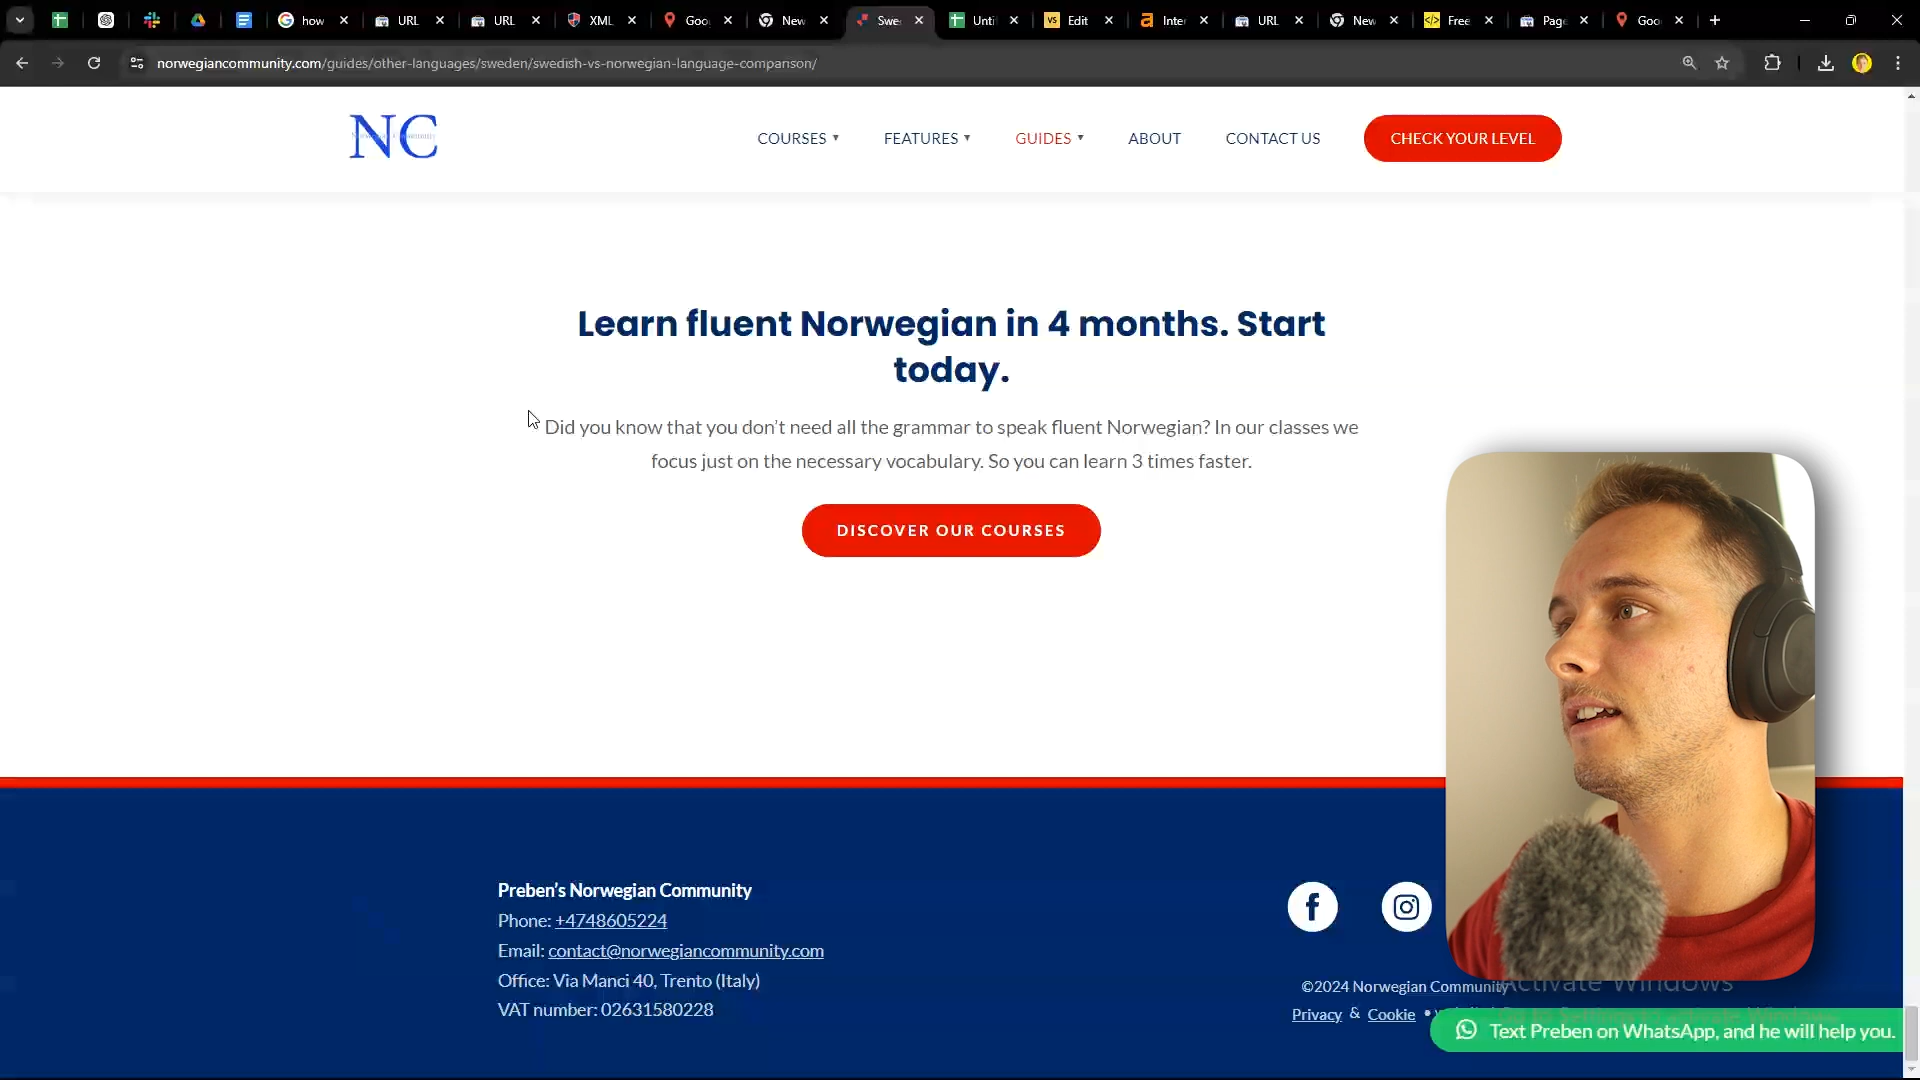 how
URL
URL
XML
Goo
New
Swe
Unti
Edit
Inter
URL
New
Free
Page
Goo
norwegiancommunity.com/guides/other-languages/sweden/swedish-vs-norwegian-language-comparison/
NC
COURSES
FEATURES
GUIDES
ABOUT
CONTACT US
CHECK YOUR LEVEL
Learn fluent Norwegian in 4 months. Start
today.
Did you know that you don't need all the grammar to speak fluent Norwegian? In our classes we
focus just on the necessary vocabulary. So you can learn 3 times faster.
DISCOVER OUR COURSES
Preben's Norwegian Community
Phone: +4748605224
Email: contact@norwegiancommunity.com
Office: Via Manci 40, Trento (Italy)
VAT number: 02631580228
©2024 Norwegian Community
Activate Windows
Privacy & Cookie •
Text Preben on WhatsApp, and he will help you.